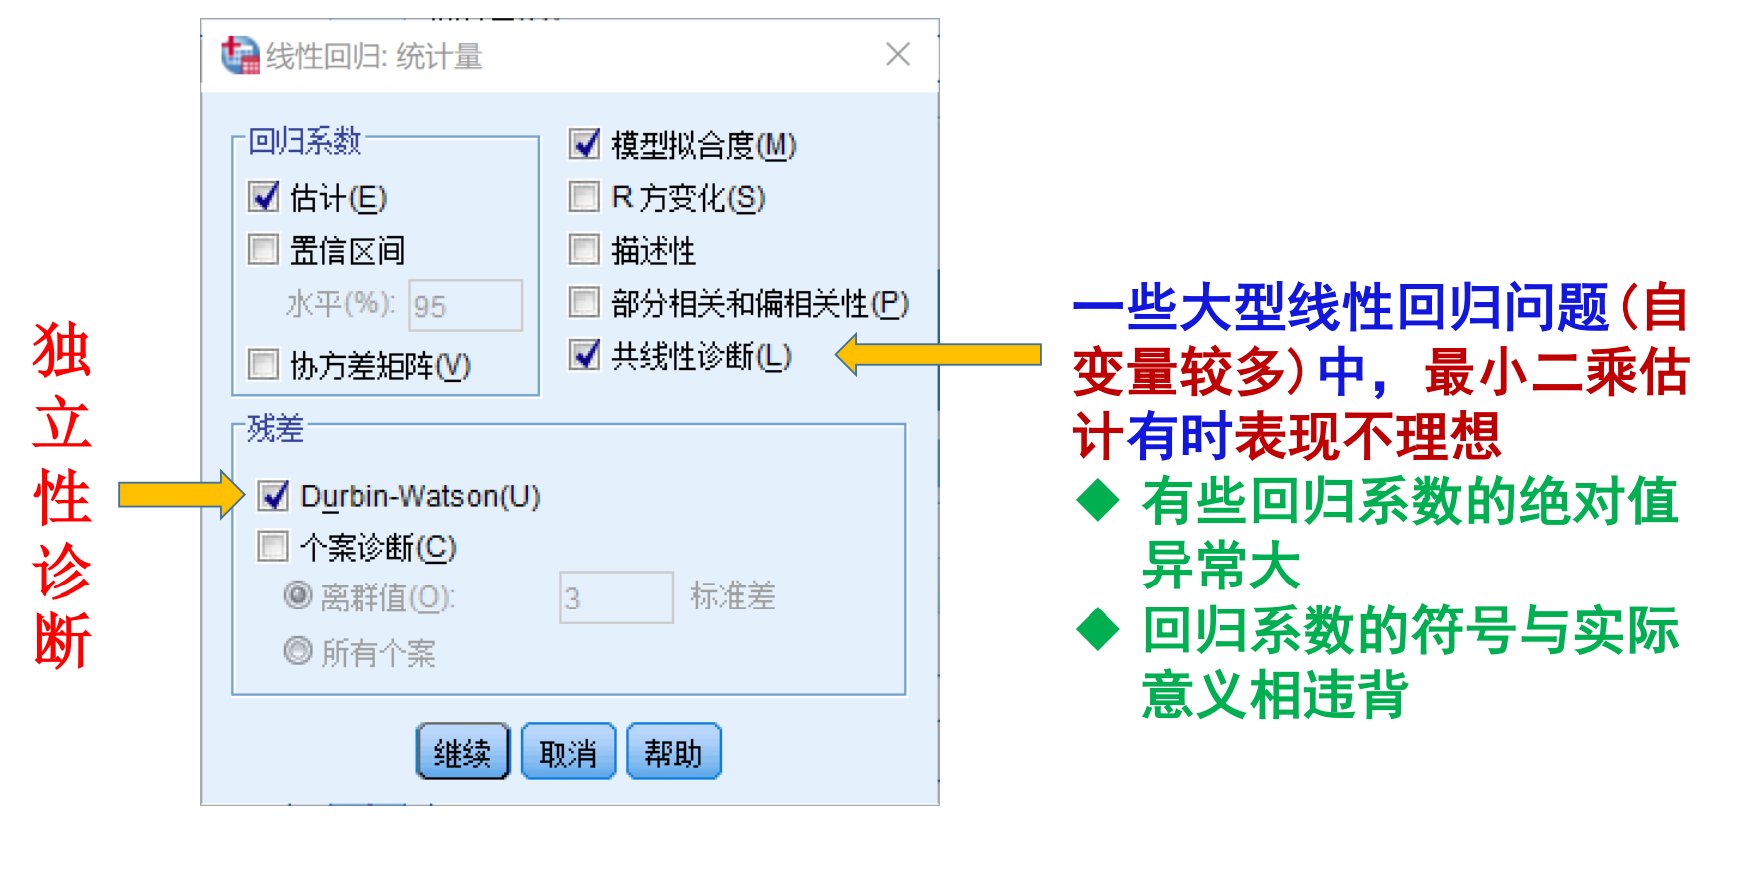 线性回归: 统计量
回归系数
估计(E)
置信区间
水平(%): 95
协方差矩阵(V)
模型拟合度(M)
R 方变化(S)
描述性
部分相关和偏相关性(P)
共线性诊断(L)
残差
Durbin-Watson(U)
个案诊断(C)
离群值(O): 3 标准差
所有个案
继续 取消 帮助
独立性诊断
一些大型线性回归问题(自
变量较多)中，最小二乘估
计有时表现不理想
◆ 有些回归系数的绝对值
异常大
◆ 回归系数的符号与实际
意义相违背